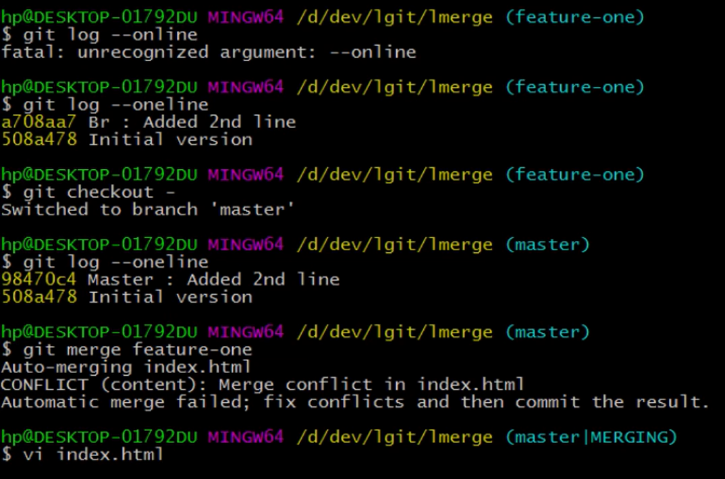 hp@DESKTOP-01792DU MINGW64 /d/dev/lgit/lmerge (feature-one)
$ git log --online
fatal: unrecognized argument: --online
hp@DESKTOP-01792DU MINGW64 /d/dev/lgit/lmerge (feature-one)
$ git log --oneline
a708aa7 Br : Added 2nd line
508a478 Initial version
hp@DESKTOP-01792DU MINGW64 /d/dev/lgit/lmerge (feature-one)
$ git checkout -
Switched to branch 'master'
hp@DESKTOP-01792DU MINGW64 /d/dev/lgit/lmerge (master)
$ git log --oneline
98470c4 Master : Added 2nd line
508a478 Initial version
hp@DESKTOP-01792DU MINGW64 /d/dev/lgit/lmerge (master)
$ git merge feature-one
Auto-merging index.html
CONFLICT (content): Merge conflict in index.html
Automatic merge failed; fix conflicts and then commit the result.
hp@DESKTOP-01792DU MINGW64 /d/dev/lgit/lmerge (master|MERGING)
$ vi index.html